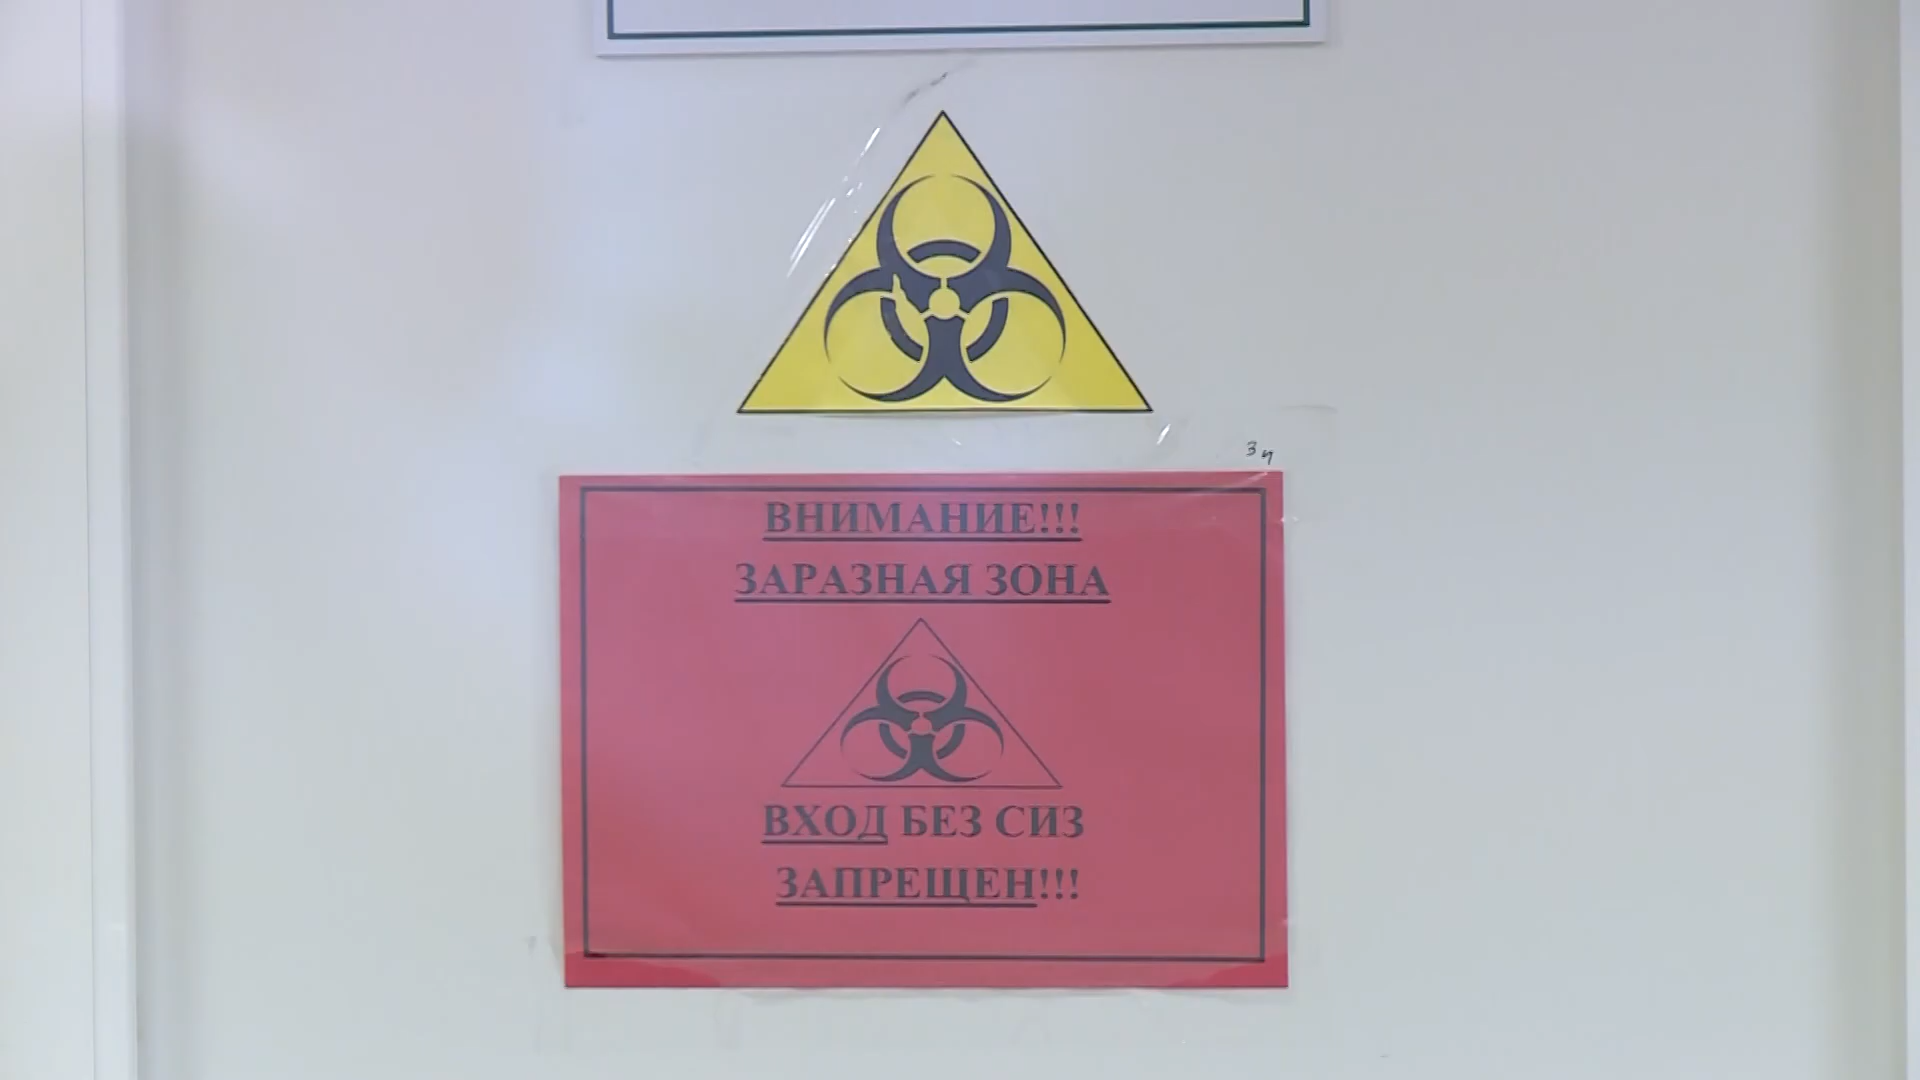 ВНИМАНИЕ!!!
ЗАРАЗНАЯ ЗОНА
ВХОД БЕЗ СИЗ
ЗАПРЕЩЕН!!!